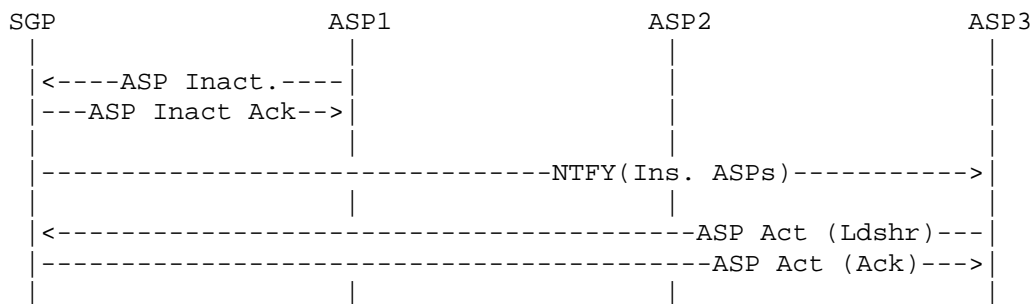 SGP ASP1 ASP2 ASP3
| | | |
|<----ASP Inact.----| | |
|---ASP Inact Ack-->| | |
| | | |
|--------------------------------NTFY(Ins. ASPs)----------->|
| | | |
|<-----------------------------------------ASP Act (Ldshr)---|
|------------------------------------------ASP Act (Ack)--->|
| | | |